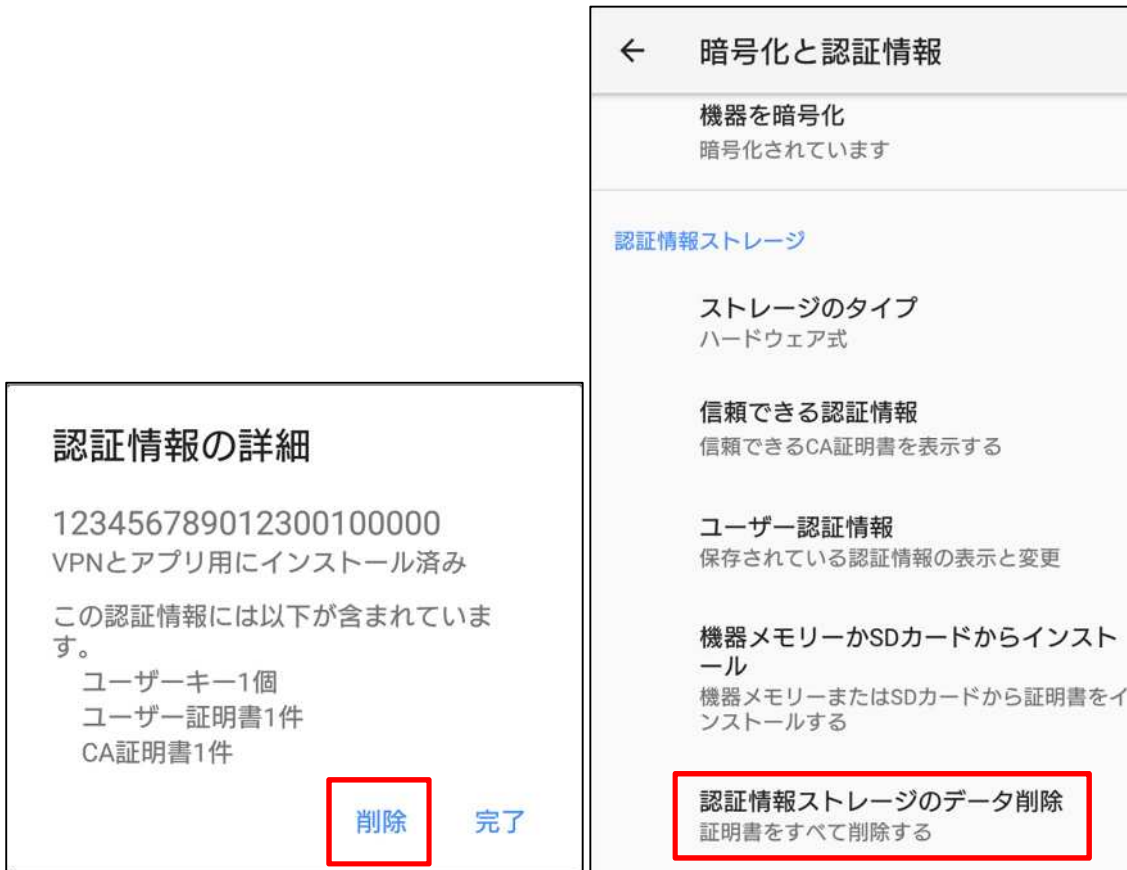 認証情報の詳細
123456789012300100000
VPNとアプリ用にインストール済み
この認証情報には以下が含まれていま
す。
ユーザーキー1個
ユーザー証明書1件
CA証明書1件
削除
完了
← 暗号化と認証情報
機器を暗号化
暗号化されています
認証情報ストレージ
ストレージのタイプ
ハードウェア式
信頼できる認証情報
信頼できるCA証明書を表示する
ユーザー認証情報
保存されている認証情報の表示と変更
機器メモリーかSDカードからインスト
ール
機器メモリーまたはSDカードから証明書をイ
ンストールする
認証情報ストレージのデータ削除
証明書をすべて削除する